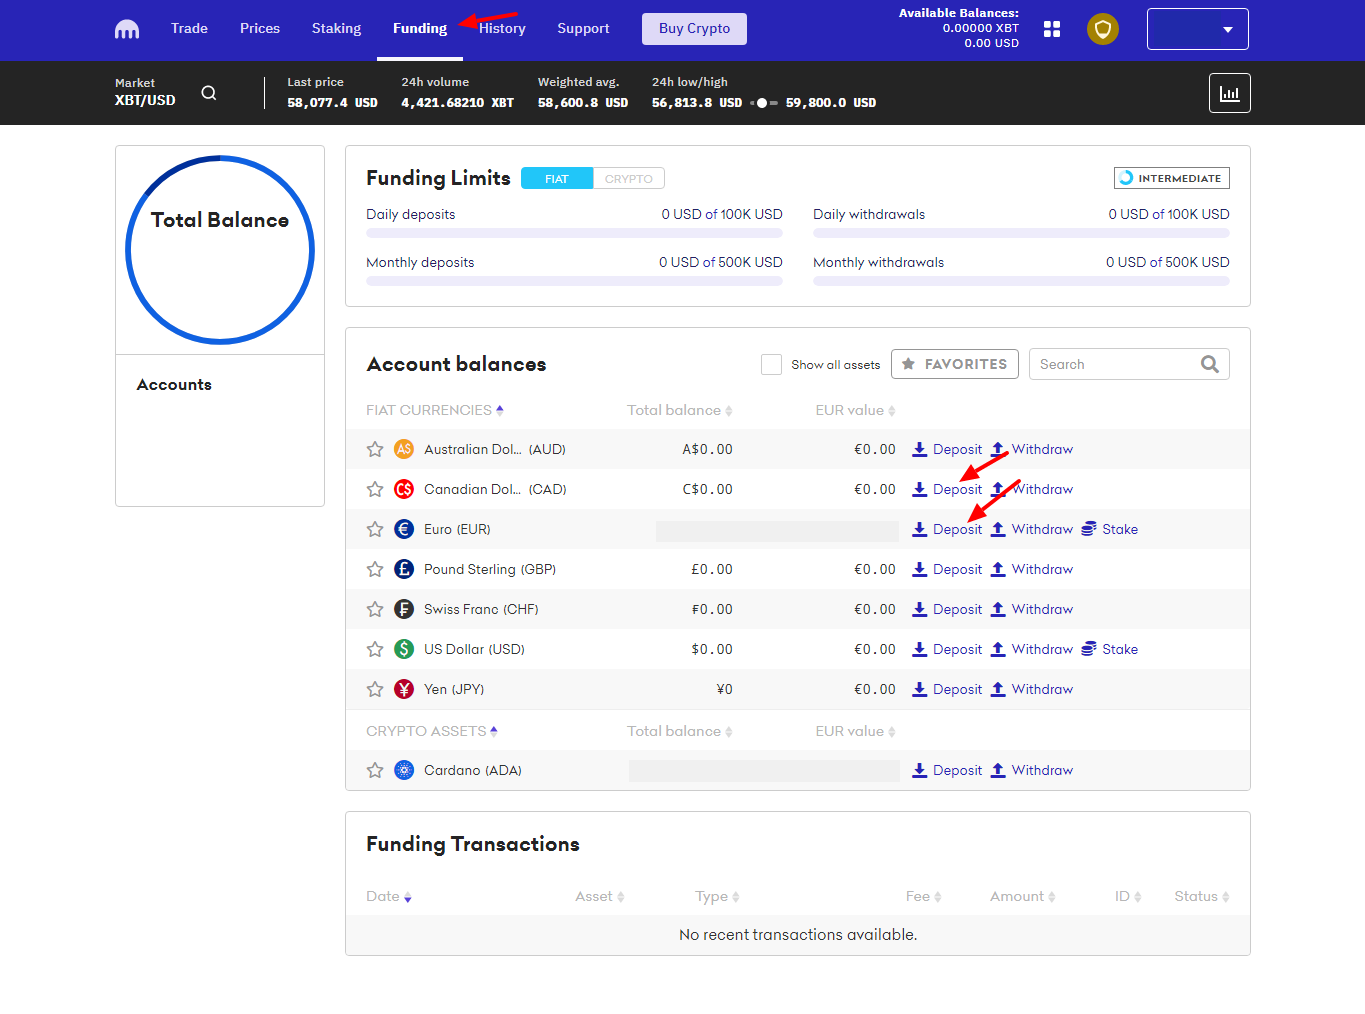 Trade Prices Staking Funding History Support Buy Crypto
Available Balances:
0.00000 XBT
0.00 USD
Market
XBT/USD
Last price
58,077.4 USD
24h volume
4,421.68210 XBT
Weighted avg.
58,600.8 USD
24h low/high
56,813.8 USD 59,800.0 USD
Total Balance
Accounts
Funding Limits FIAT CRYPTO INTERMEDIATE
Daily deposits 0 USD of 100K USD Daily withdrawals 0 USD of 100K USD
Monthly deposits 0 USD of 500K USD Monthly withdrawals 0 USD of 500K USD
Account balances Show all assets FAVORITES Search
FIAT CURRENCIES Total balance EUR value
A$ Australian Dol... (AUD) A$0.00 €0.00 Deposit Withdraw
C$ Canadian Dol... (CAD) C$0.00 €0.00 Deposit Withdraw
€ Euro (EUR) Deposit Withdraw Stake
£ Pound Sterling (GBP) £0.00 €0.00 Deposit Withdraw
₣ Swiss Franc (CHF) ₣0.00 €0.00 Deposit Withdraw
$ US Dollar (USD) $0.00 €0.00 Deposit Withdraw Stake
¥ Yen (JPY) ¥0 €0.00 Deposit Withdraw
CRYPTO ASSETS Total balance EUR value
Cardano (ADA) Deposit Withdraw
Funding Transactions
Date Asset Type Fee Amount ID Status
No recent transactions available.